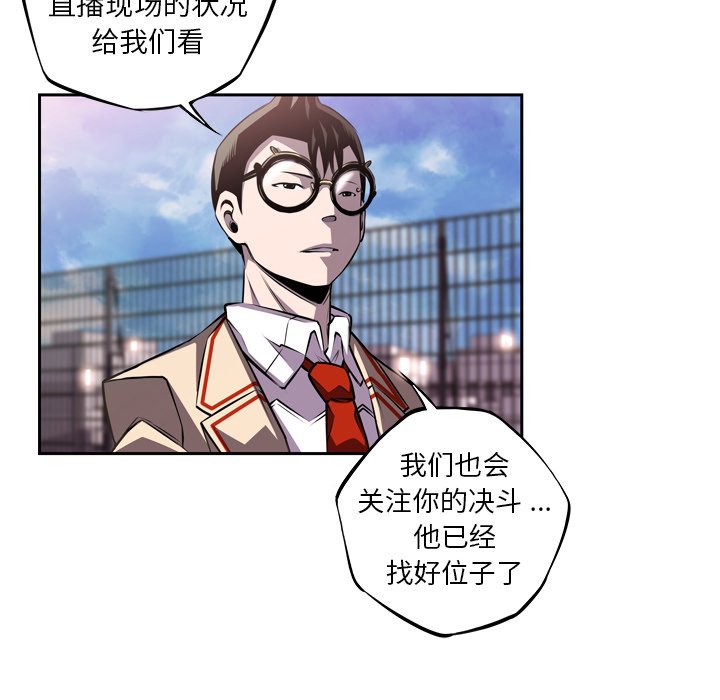 直播现场的状况
给我们看
我们也会
关注你的决斗 ...
他已经
找好位子了